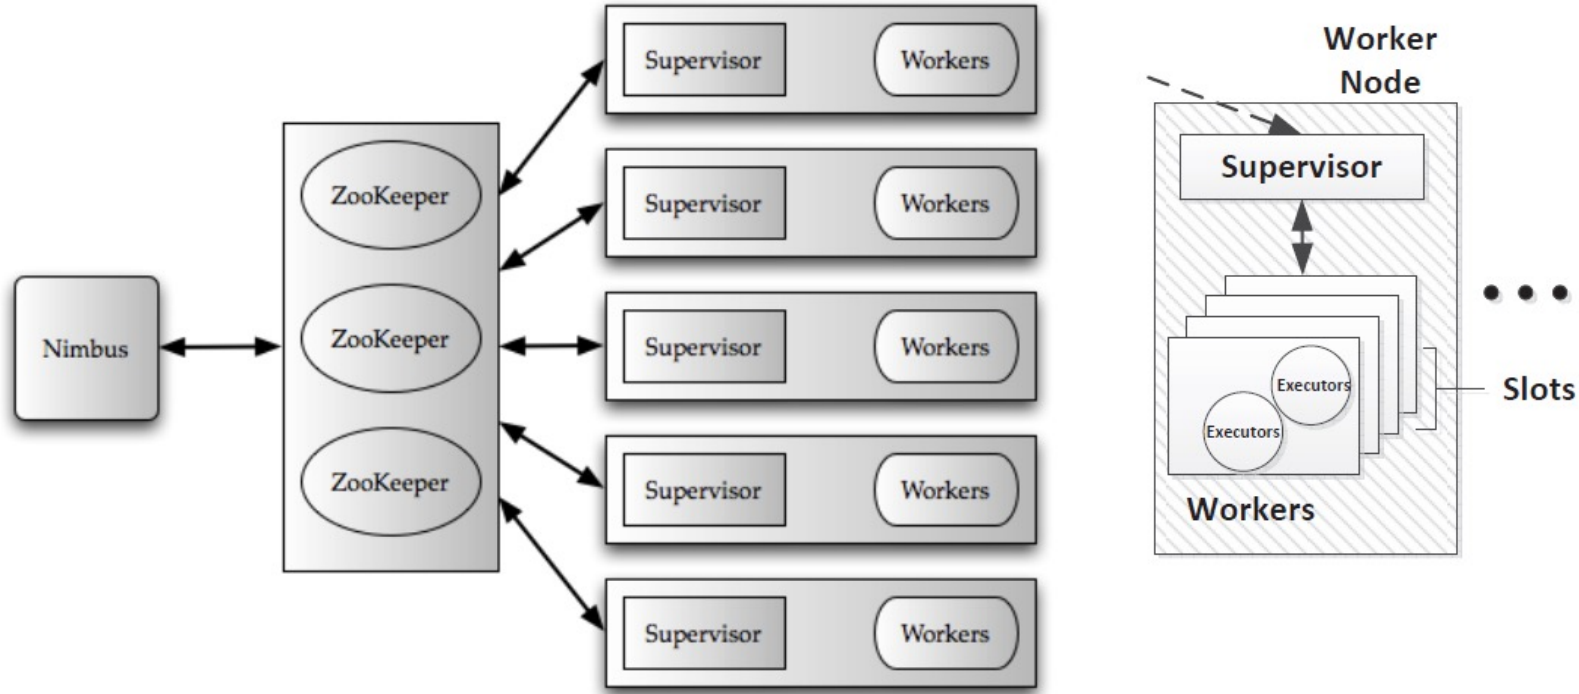 Nimbus
ZooKeeper
ZooKeeper
ZooKeeper
Supervisor Workers
Supervisor Workers
Supervisor Workers
Supervisor Workers
Supervisor Workers
Worker
Node
Supervisor
Executors
Executors
Slots
Workers